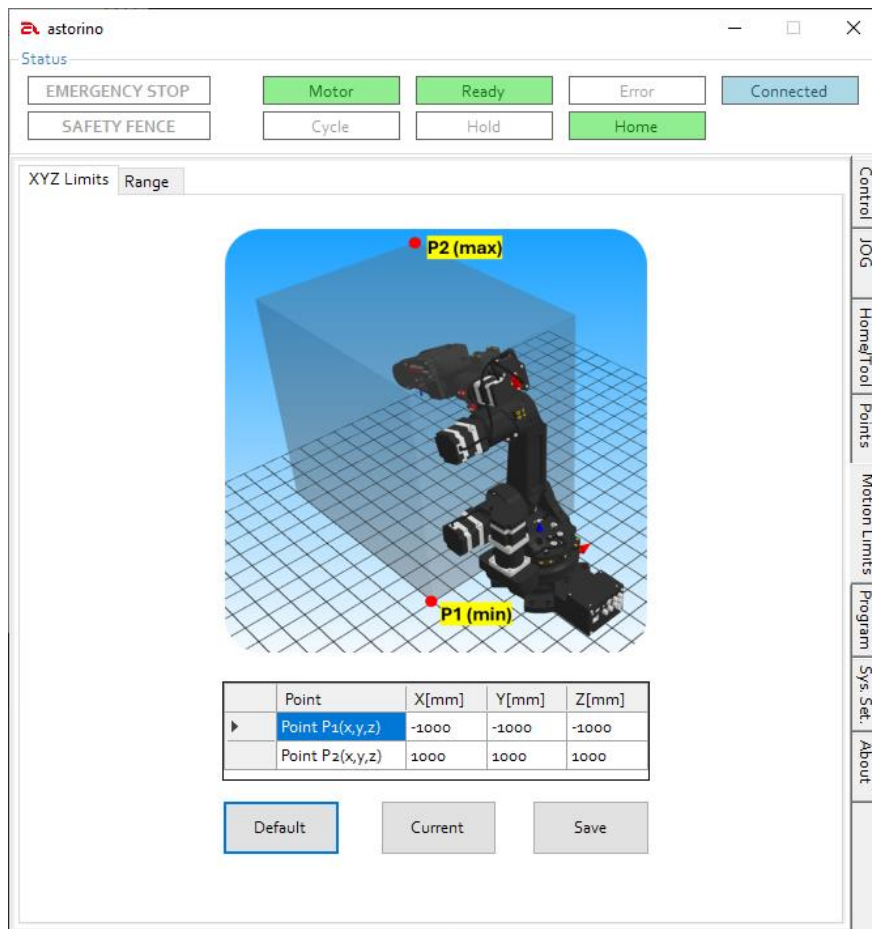 astorino
Status
EMERGENCY STOP Motor Ready Error Connected
SAFETY FENCE Cycle Hold Home
XYZ Limits Range
P2 (max)
P1 (min)
Point X[mm] Y[mm] Z[mm]
Point P1(x,y,z) -1000 -1000 -1000
Point P2(x,y,z) 1000 1000 1000
Default Current Save
Control
JOG
Home/Tool
Points
Motion Limits
Program
Sys. Set.
About